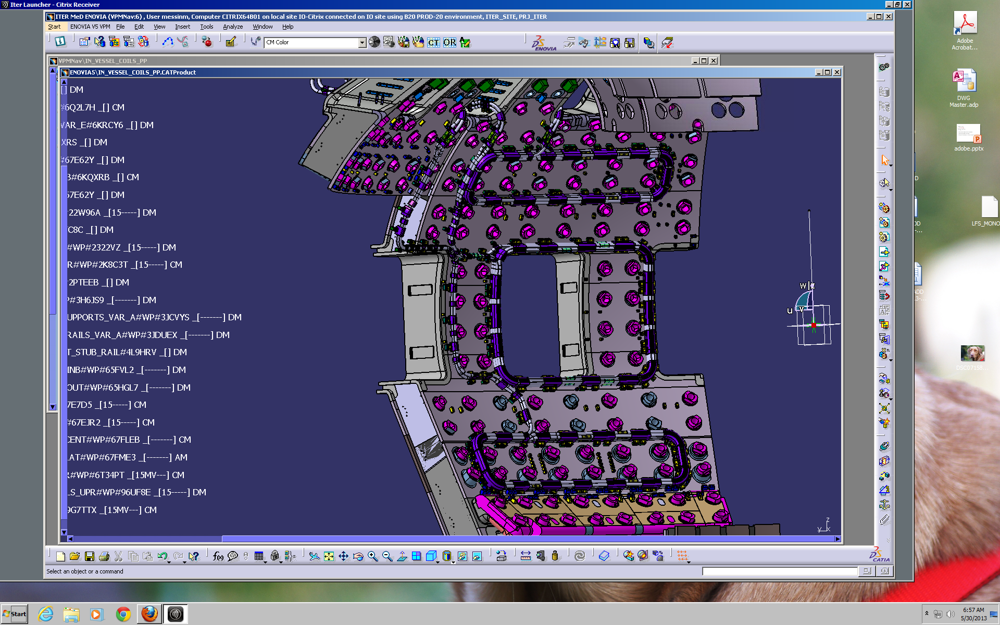 Iter Launcher - Citrix Receiver
ITER MeD ENOVIA (VPMNav:6) , User messinm, Computer CITRIX64B01 on local site IO-Citrix connected on IO site using B20 PROD-20 environment, ITER_SITE, PRJ_ITER
Start ENOVIA V5 VPM File Edit View Insert Tools Analyze Window Help
CM Color
CT OR
ENOVIA
VPMNav\IN_VESSEL_COILS_PP
ENOVIA5\IN_VESSEL_COILS_PP.CATProduct
[] DM
#6Q2L7H _[] CM
VAR_E#6KRCY6 _[] DM
XRS _[] DM
#67E62Y _[] DM
B#6KQXRB _[] CM
67E62Y _[] DM
22W96A _[15-----] DM
C8C _[] DM
#WP#2322VZ _[15-----] DM
R#WP#2K8C3T _[15-----] CM
2PTEEB _[] DM
P#3H6JS9 _[-------] DM
UPPORTS_VAR_A#WP#3JCVYS _[-------] DM
RAILS_VAR_A#WP#3JDUEX _[-------] DM
T_STUB_RAIL#4L9HRV _[] DM
INB#WP#65FVL2 _[-------] DM
OUT#WP#65HGL7 _[-------] DM
7E7D5 _[15-----] CM
#67EJR2 _[15-----] CM
CENT#WP#67FLEB _[-------] CM
LAT#WP#67FME3 _[-------] AM
R#WP#6T34PT _[15MV---] CM
LS_UPR#WP#96UF8E _[15-----] DM
9G7TTX _[15MV---] CM
w z
u v
z
y x
f(x)
CATIA
Select an object or a command
Adobe
Acrobat...
DWG
Master.adp
adobe.pptx
LFS_MONO
DSC07158...
Start
6:57 AM
5/30/2013